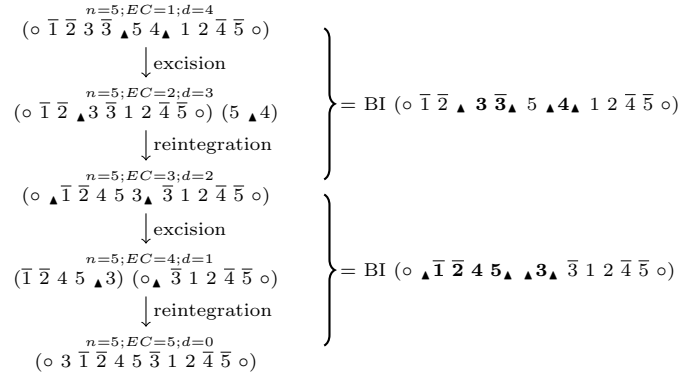 n=5;EC=1;d=4
(∘ 1̅ 2̅ 3 3̅ ▲5 4▲ 1 2 4̅ 5̅ ∘)
excision
n=5;EC=2;d=3
(∘ 1̅ 2̅ ▲3 3̅ 1 2 4̅ 5̅ ∘) (5 ▲4)
= BI (∘ 1̅ 2̅ ▲ 3 3̅▲ 5 ▲4▲ 1 2 4̅ 5̅ ∘)
reintegration
n=5;EC=3;d=2
(∘ ▲1̅ 2̅ 4 5 3▲ 3̅ 1 2 4̅ 5̅ ∘)
excision
n=5;EC=4;d=1
(1̅ 2̅ 4 5 ▲3) (∘▲ 3̅ 1 2 4̅ 5̅ ∘)
= BI (∘ ▲1̅ 2̅ 4 5▲ ▲3▲ 3̅ 1 2 4̅ 5̅ ∘)
reintegration
n=5;EC=5;d=0
(∘ 3 1̅ 2̅ 4 5 3̅ 1 2 4̅ 5̅ ∘)